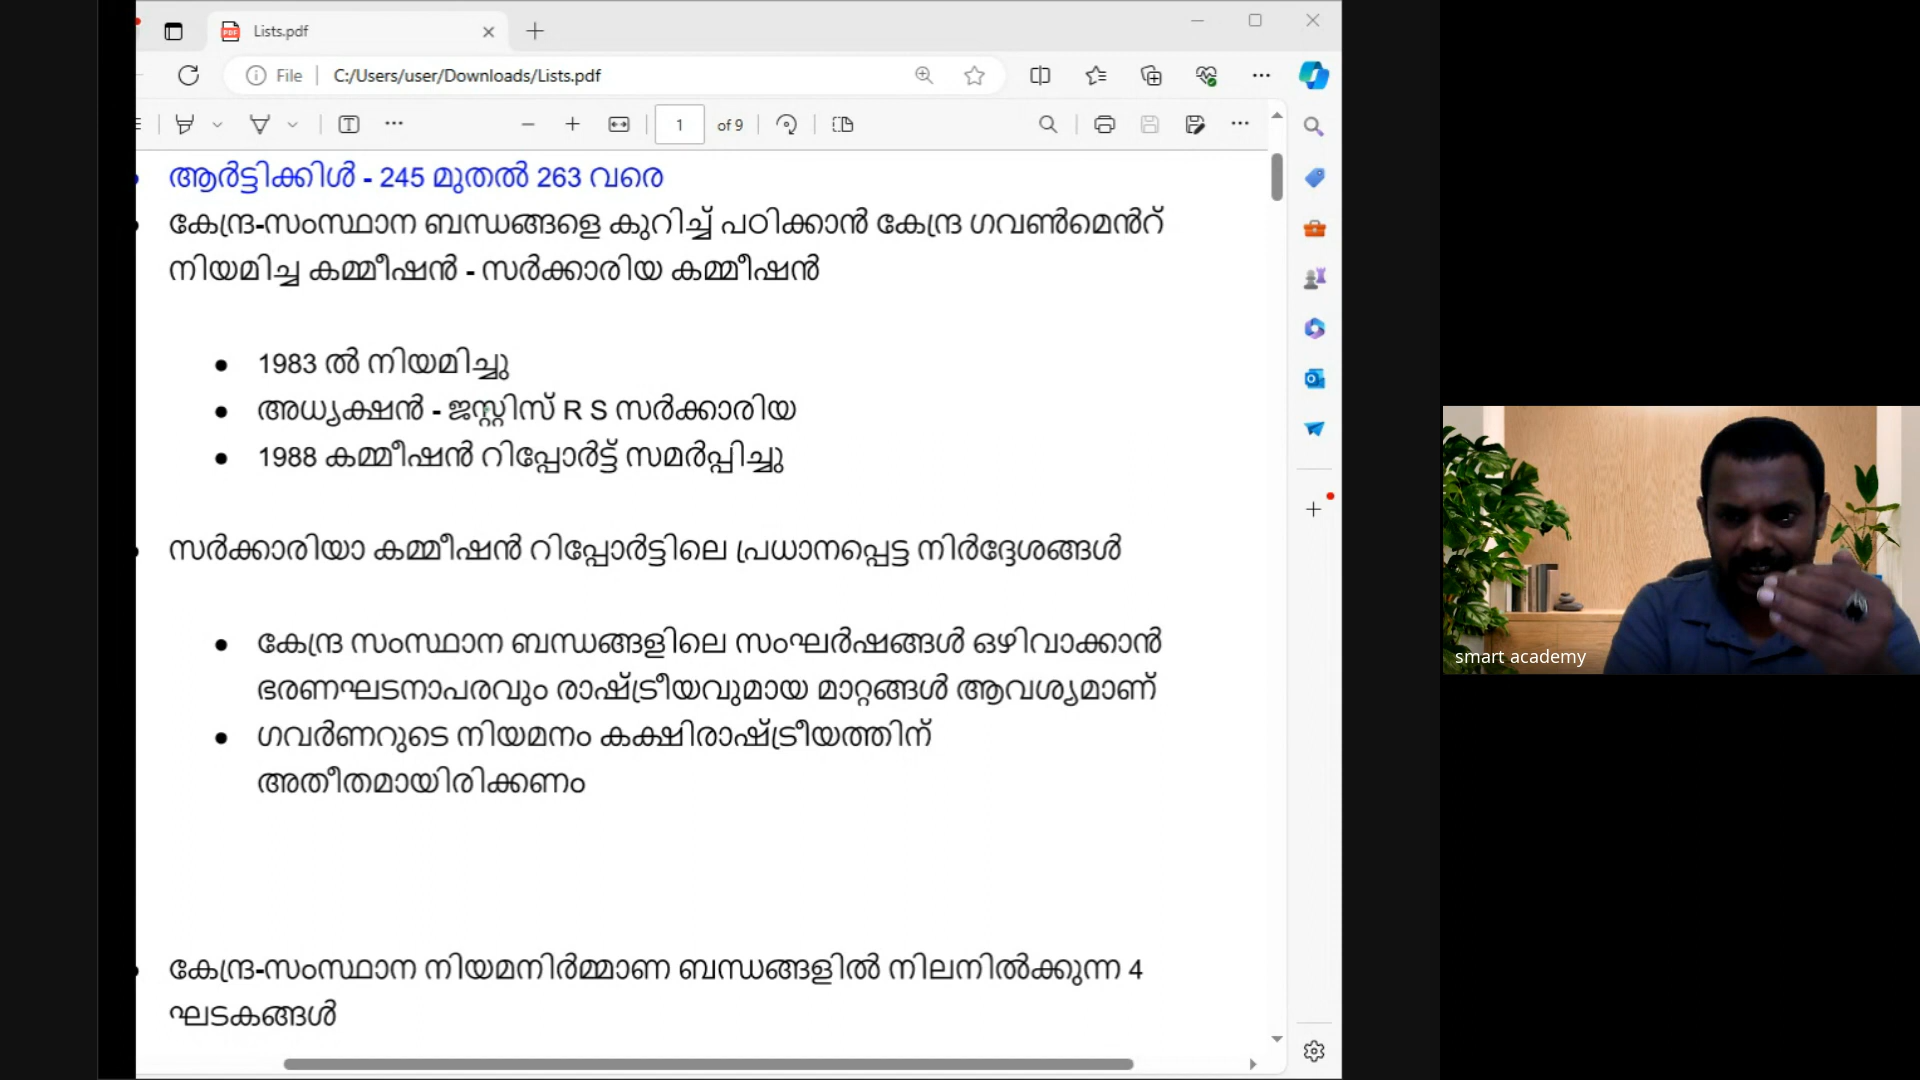 Lists.pdf
File
C:/Users/user/Downloads/Lists.pdf
1 of 9
ആർട്ടിക്കിൾ - 245 മുതൽ 263 വരെ
കേന്ദ്ര-സംസ്ഥാന ബന്ധങ്ങളെ കുറിച്ച് പഠിക്കാൻ കേന്ദ്ര ഗവൺമെൻറ്
നിയമിച്ച കമ്മീഷൻ - സർക്കാരിയ കമ്മീഷൻ
1983 ൽ നിയമിച്ചു
അധ്യക്ഷൻ - ജസ്റ്റിസ് R S സർക്കാരിയ
1988 കമ്മീഷൻ റിപ്പോർട്ട് സമർപ്പിച്ചു
സർക്കാരിയാ കമ്മീഷൻ റിപ്പോർട്ടിലെ പ്രധാനപ്പെട്ട നിർദ്ദേശങ്ങൾ
കേന്ദ്ര സംസ്ഥാന ബന്ധങ്ങളിലെ സംഘർഷങ്ങൾ ഒഴിവാക്കാൻ
ഭരണഘടനാപരവും രാഷ്ട്രീയവുമായ മാറ്റങ്ങൾ ആവശ്യമാണ്
ഗവർണറുടെ നിയമനം കക്ഷിരാഷ്ട്രീയത്തിന്
അതീതമായിരിക്കണം
കേന്ദ്ര-സംസ്ഥാന നിയമനിർമ്മാണ ബന്ധങ്ങളിൽ നിലനിൽക്കുന്ന 4
ഘടകങ്ങൾ
smart academy